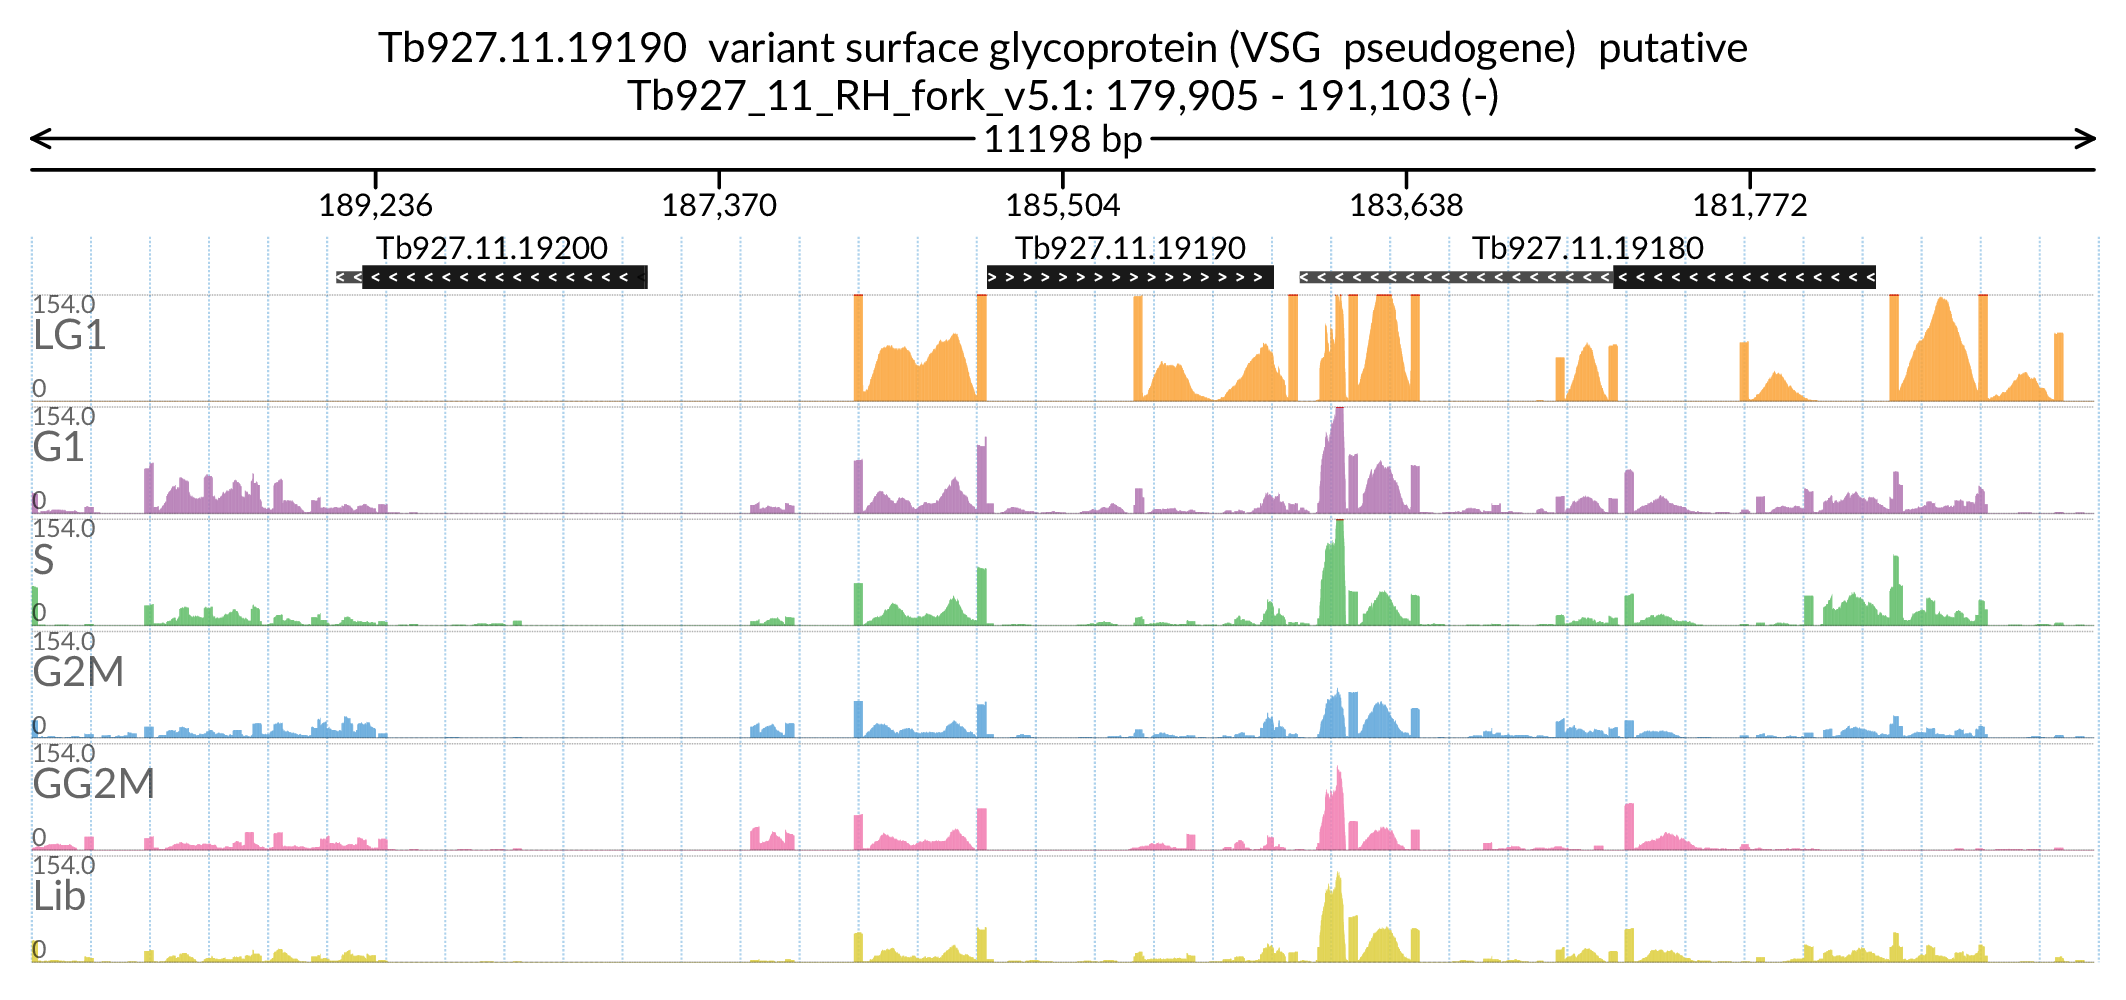 Tb927.11.19190  variant surface glycoprotein (VSG  pseudogene)  putative
Tb927_11_RH_fork_v5.1: 179,905 - 191,103 (-)
11198 bp
189,236 187,370 185,504 183,638 181,772
Tb927.11.19200 Tb927.11.19190 Tb927.11.19180
154.0
LG1
0
154.0
G1
0
154.0
S
0
154.0
G2M
0
154.0
GG2M
0
154.0
Lib
0